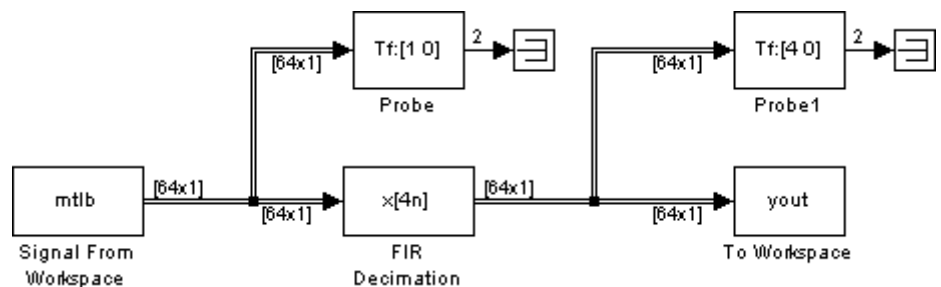 Tf:[1 0]
2
[64x1]
Probe
Tf:[4 0]
2
[64x1]
Probe1
mtlb
[64x1]
[64x1]
Signal From
Workspace
x[4n]
[64x1]
FIR
Decimation
[64x1]
yout
To Workspace